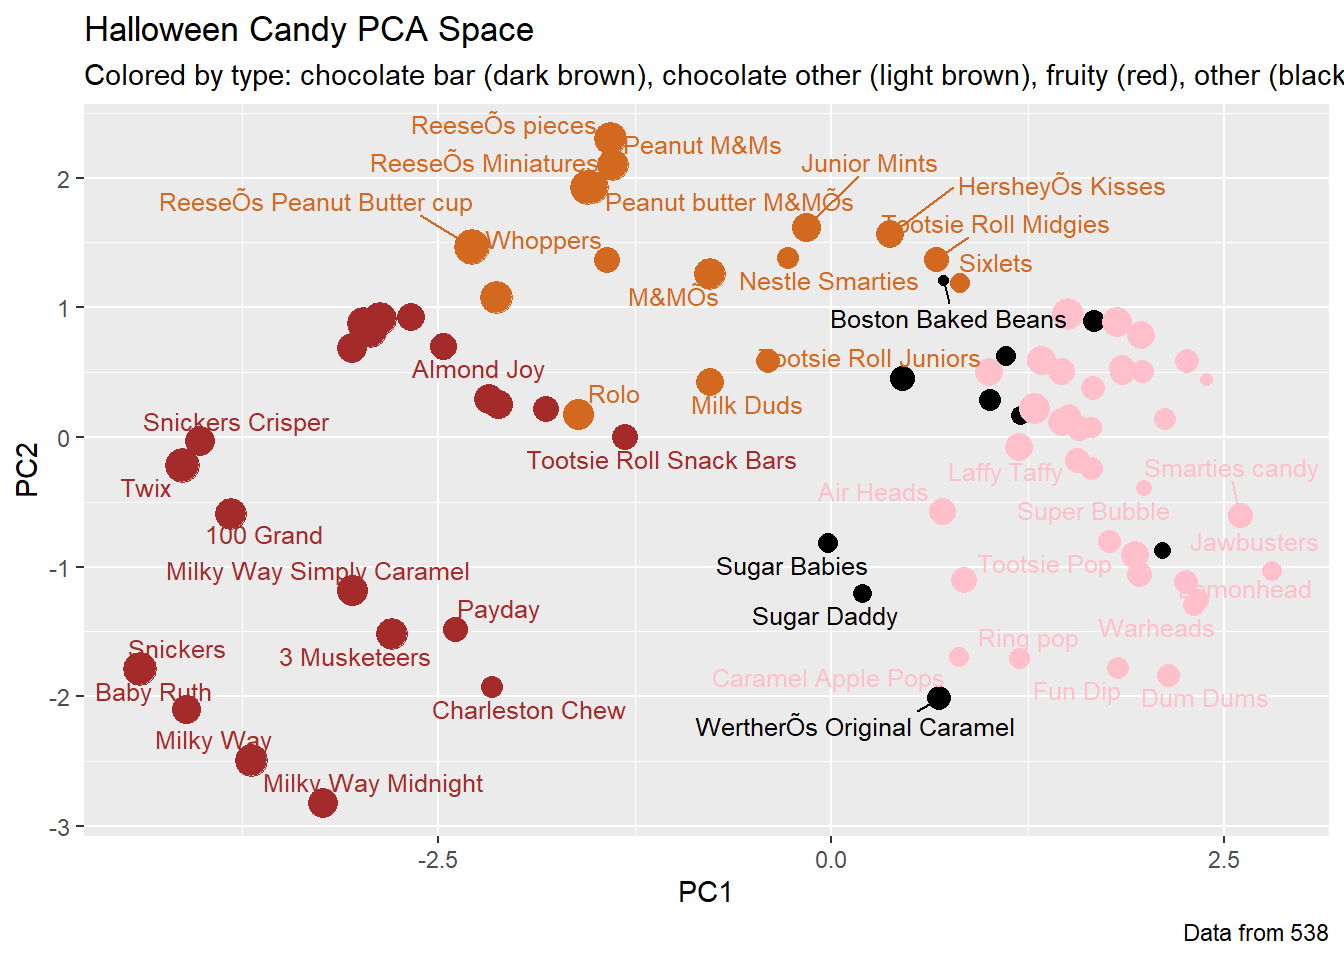 Halloween Candy PCA Space
Colored by type: chocolate bar (dark brown), chocolate other (light brown), fruity (red), other (black
ReeseÕs pieces
Peanut M&Ms
ReeseÕs Miniatures
Junior Mints
HersheyÕs Kisses
ReeseÕs Peanut Butter cup
Peanut butter M&MÕs
Tootsie Roll Midgies
Whoppers
Sixlets
Nestle Smarties
M&MÕs
Boston Baked Beans
Tootsie Roll Juniors
Almond Joy
Rolo
Milk Duds
Snickers Crisper
Tootsie Roll Snack Bars
Laffy Taffy
Smarties candy
Twix
Air Heads
Super Bubble
100 Grand
Jawbusters
Sugar Babies
Tootsie Pop
Milky Way Simply Caramel
Lemonhead
Payday
Sugar Daddy
Warheads
Ring pop
Snickers
3 Musketeers
Caramel Apple Pops
Baby Ruth
Fun Dip
Dum Dums
Charleston Chew
WertherÕs Original Caramel
Milky Way
Milky Way Midnight
2
1
0
-1
-2
-3
PC2
-2.5
0.0
2.5
PC1
Data from 538